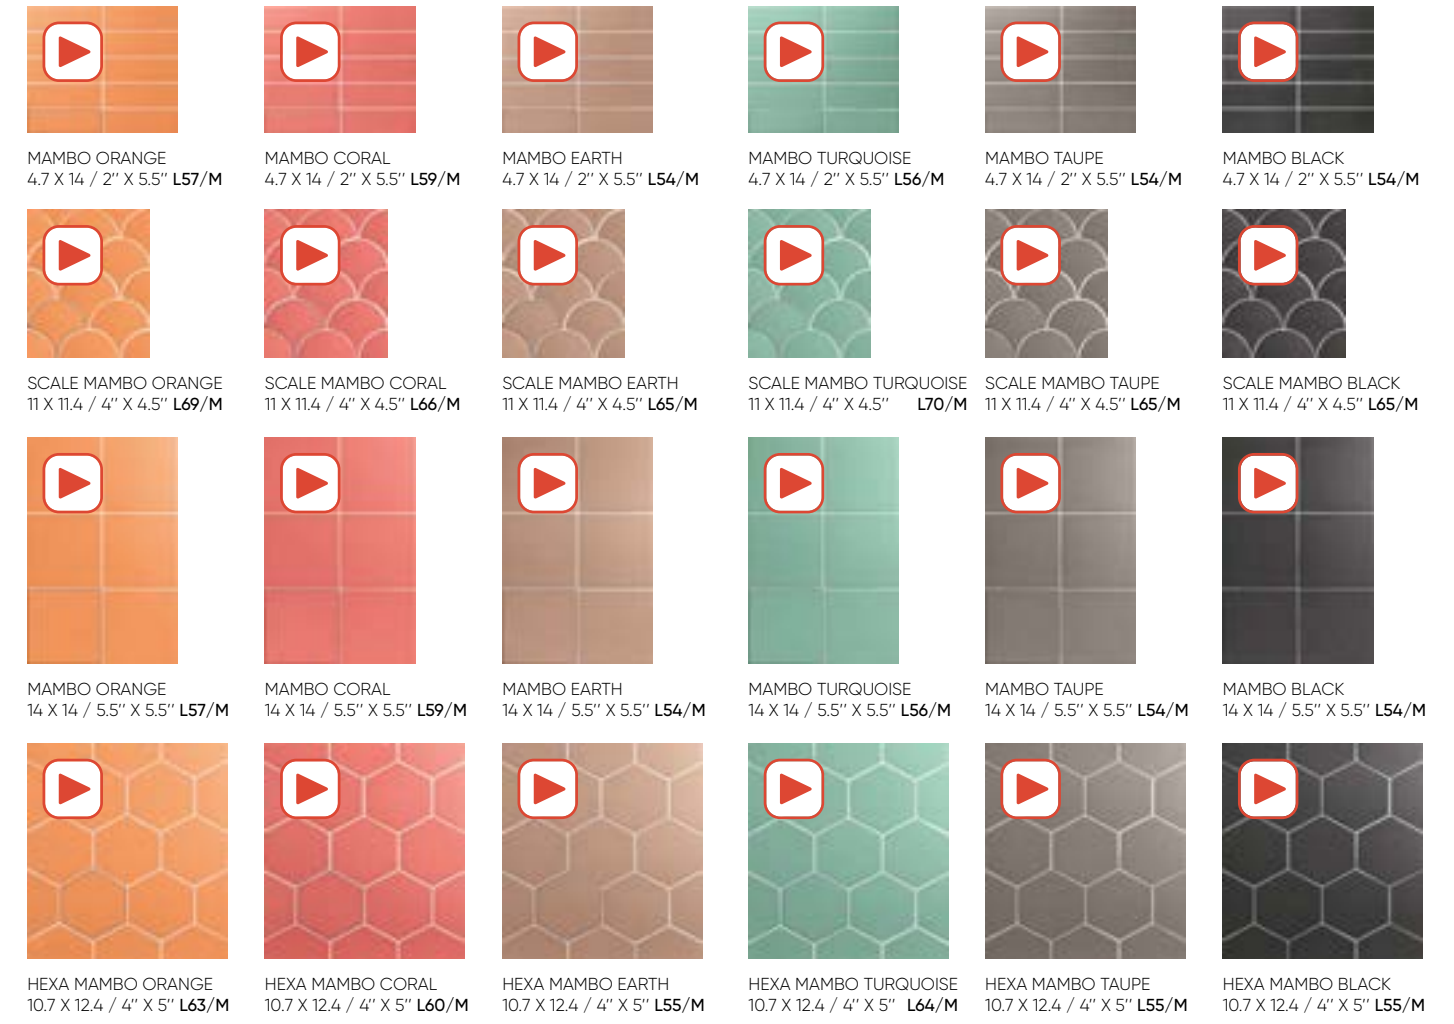 MAMBO ORANGE
4.7 X 14 / 2’’ X 5.5’’ L57/M
MAMBO CORAL
4.7 X 14 / 2’’ X 5.5’’ L59/M
MAMBO EARTH
4.7 X 14 / 2’’ X 5.5’’ L54/M
MAMBO TURQUOISE
4.7 X 14 / 2’’ X 5.5’’ L56/M
MAMBO TAUPE
4.7 X 14 / 2’’ X 5.5’’ L54/M
MAMBO BLACK
4.7 X 14 / 2’’ X 5.5’’ L54/M
SCALE MAMBO ORANGE
11 X 11.4 / 4’’ X 4.5’’ L69/M
SCALE MAMBO CORAL
11 X 11.4 / 4’’ X 4.5’’ L66/M
SCALE MAMBO EARTH
11 X 11.4 / 4’’ X 4.5’’ L65/M
SCALE MAMBO TURQUOISE
11 X 11.4 / 4’’ X 4.5’’ L70/M
SCALE MAMBO TAUPE
11 X 11.4 / 4’’ X 4.5’’ L65/M
SCALE MAMBO BLACK
11 X 11.4 / 4’’ X 4.5’’ L65/M
MAMBO ORANGE
14 X 14 / 5.5’’ X 5.5’’ L57/M
MAMBO CORAL
14 X 14 / 5.5’’ X 5.5’’ L59/M
MAMBO EARTH
14 X 14 / 5.5’’ X 5.5’’ L54/M
MAMBO TURQUOISE
14 X 14 / 5.5’’ X 5.5’’ L56/M
MAMBO TAUPE
14 X 14 / 5.5’’ X 5.5’’ L54/M
MAMBO BLACK
14 X 14 / 5.5’’ X 5.5’’ L54/M
HEXA MAMBO ORANGE
10.7 X 12.4 / 4’’ X 5’’ L63/M
HEXA MAMBO CORAL
10.7 X 12.4 / 4’’ X 5’’ L60/M
HEXA MAMBO EARTH
10.7 X 12.4 / 4’’ X 5’’ L55/M
HEXA MAMBO TURQUOISE
10.7 X 12.4 / 4’’ X 5’’ L64/M
HEXA MAMBO TAUPE
10.7 X 12.4 / 4’’ X 5’’ L55/M
HEXA MAMBO BLACK
10.7 X 12.4 / 4’’ X 5’’ L55/M